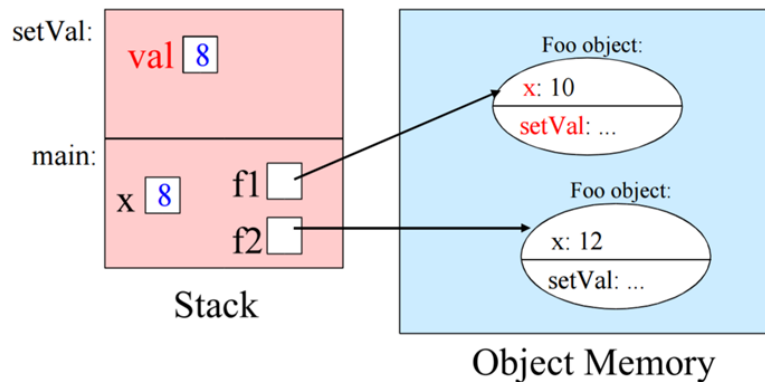 setVal:
val 8
main:
x 8
f1
f2
Stack
Foo object:
x: 10
setVal: ...
Foo object:
x: 12
setVal: ...
Object Memory